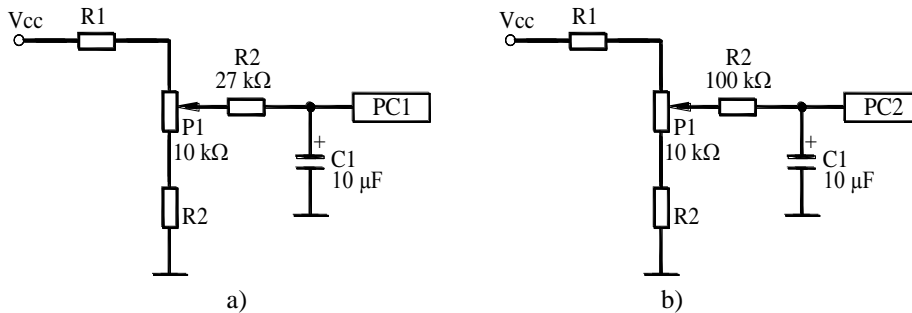 Vcc
R1
R2
27 kΩ
PC1
P1
10 kΩ
+
C1
10 µF
R2
a)
Vcc
R1
R2
100 kΩ
PC2
P1
10 kΩ
+
C1
10 µF
R2
b)